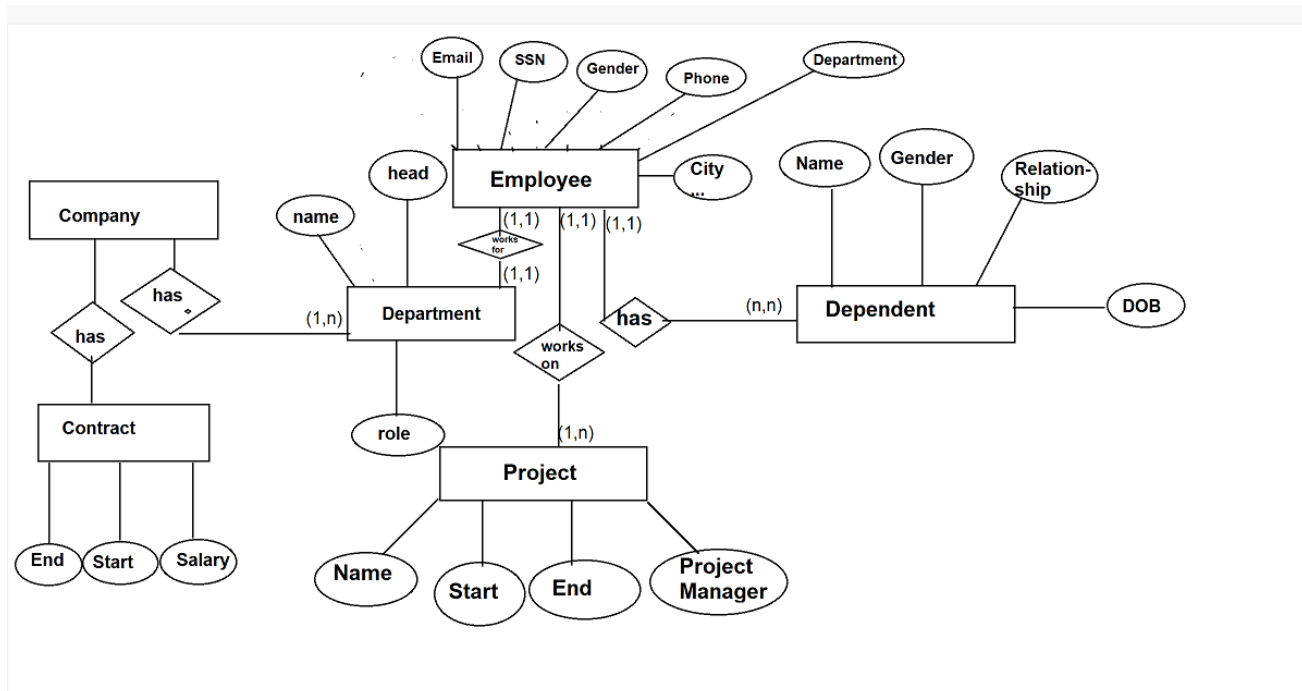 Email
SSN
Gender
Phone
Department
City
...
Employee
head
name
Company
Name
Gender
Relation-
ship
(1,1)
(1,1)
(1,1)
works
for
(1,1)
has
has
(1,n)
Department
has
(n,n)
Dependent
DOB
works
on
Contract
role
(1,n)
Project
End
Start
Salary
Name
Start
End
Project
Manager